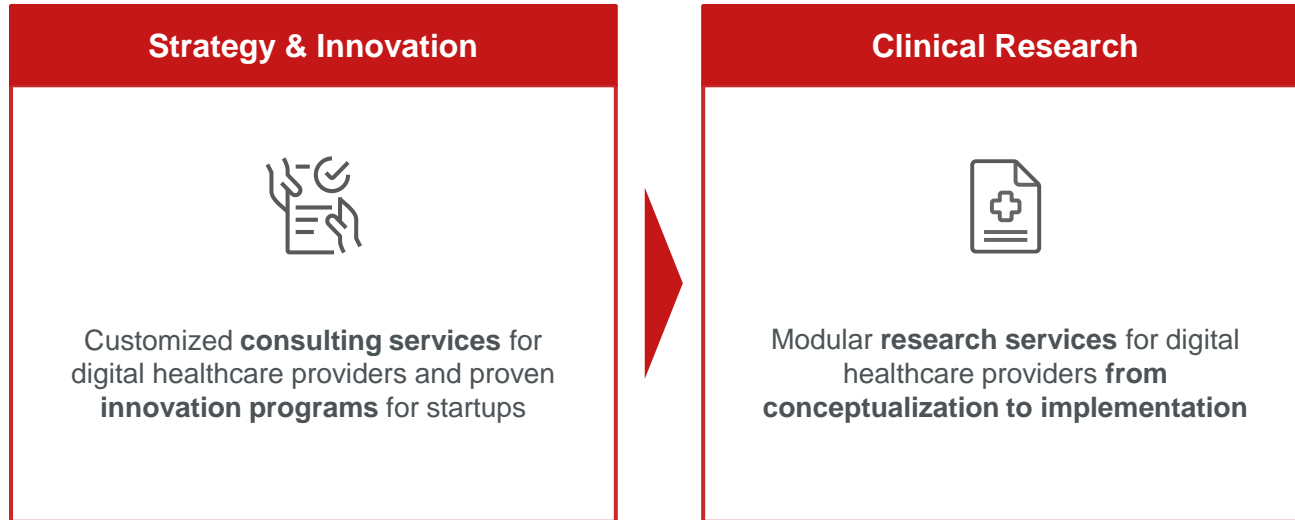 Strategy & Innovation
Customized consulting services for
digital healthcare providers and proven
innovation programs for startups
Clinical Research
Modular research services for digital
healthcare providers from
conceptualization to implementation